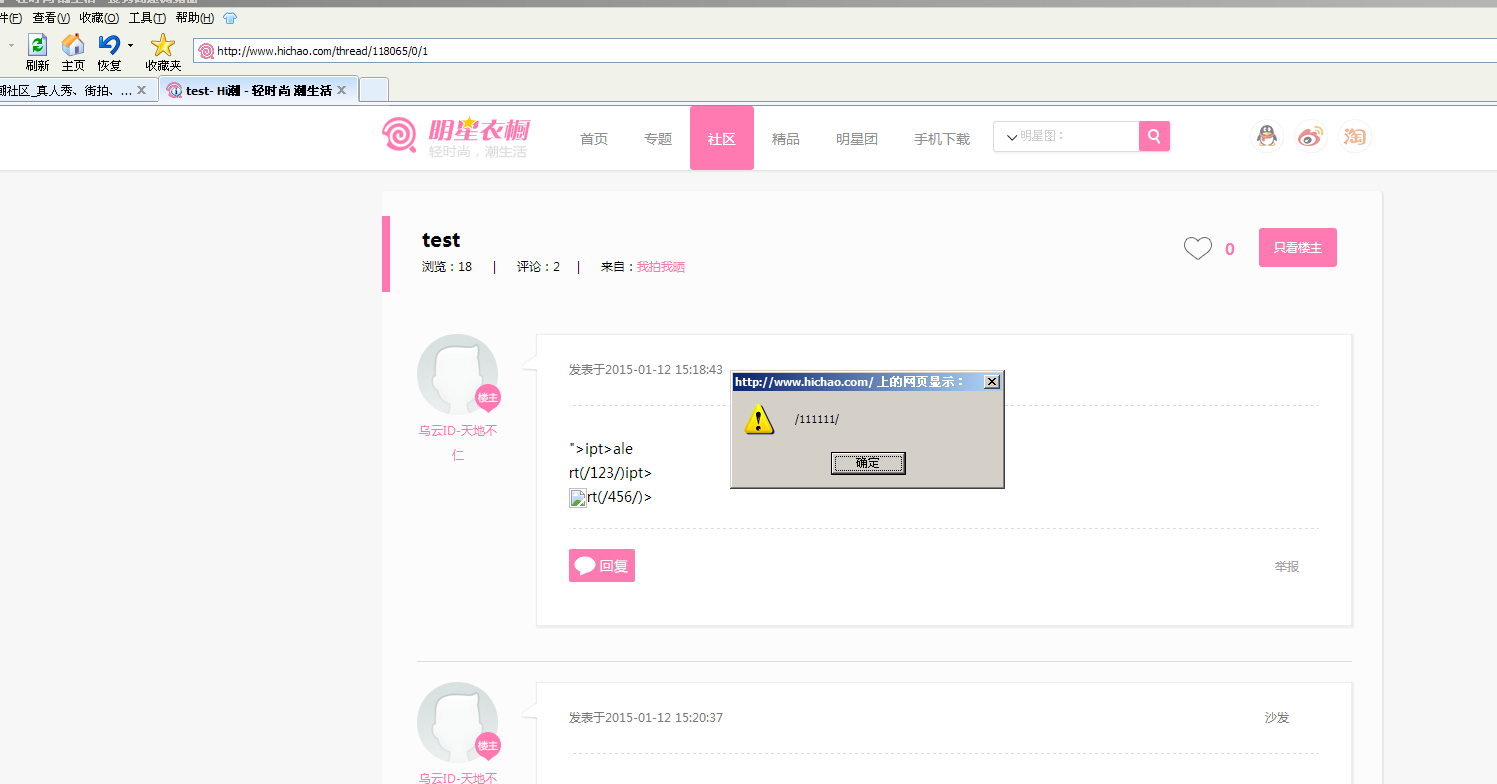 件(F) 查看(V) 收藏(O) 工具(T) 帮助(H)
刷新 主页 恢复 收藏夹
http://www.hichao.com/thread/118065/0/1
潮社区_真人秀、街拍、...
test- Hi潮 - 轻时尚 潮生活
明星衣橱
轻时尚，潮生活
首页 专题 社区 精品 明星团 手机下载 明星图：
淘
test
浏览：18 | 评论：2 | 来自：我拍我晒
0 只看楼主
发表于2015-01-12 15:18:43
楼主
乌云ID-天地不
仁
http://www.hichao.com/ 上的网页显示：
/111111/
确定
">ipt>ale
rt(/123/)ipt>
rt(/456/)>
回复 举报
发表于2015-01-12 15:20:37 沙发
楼主
乌云ID-天地不